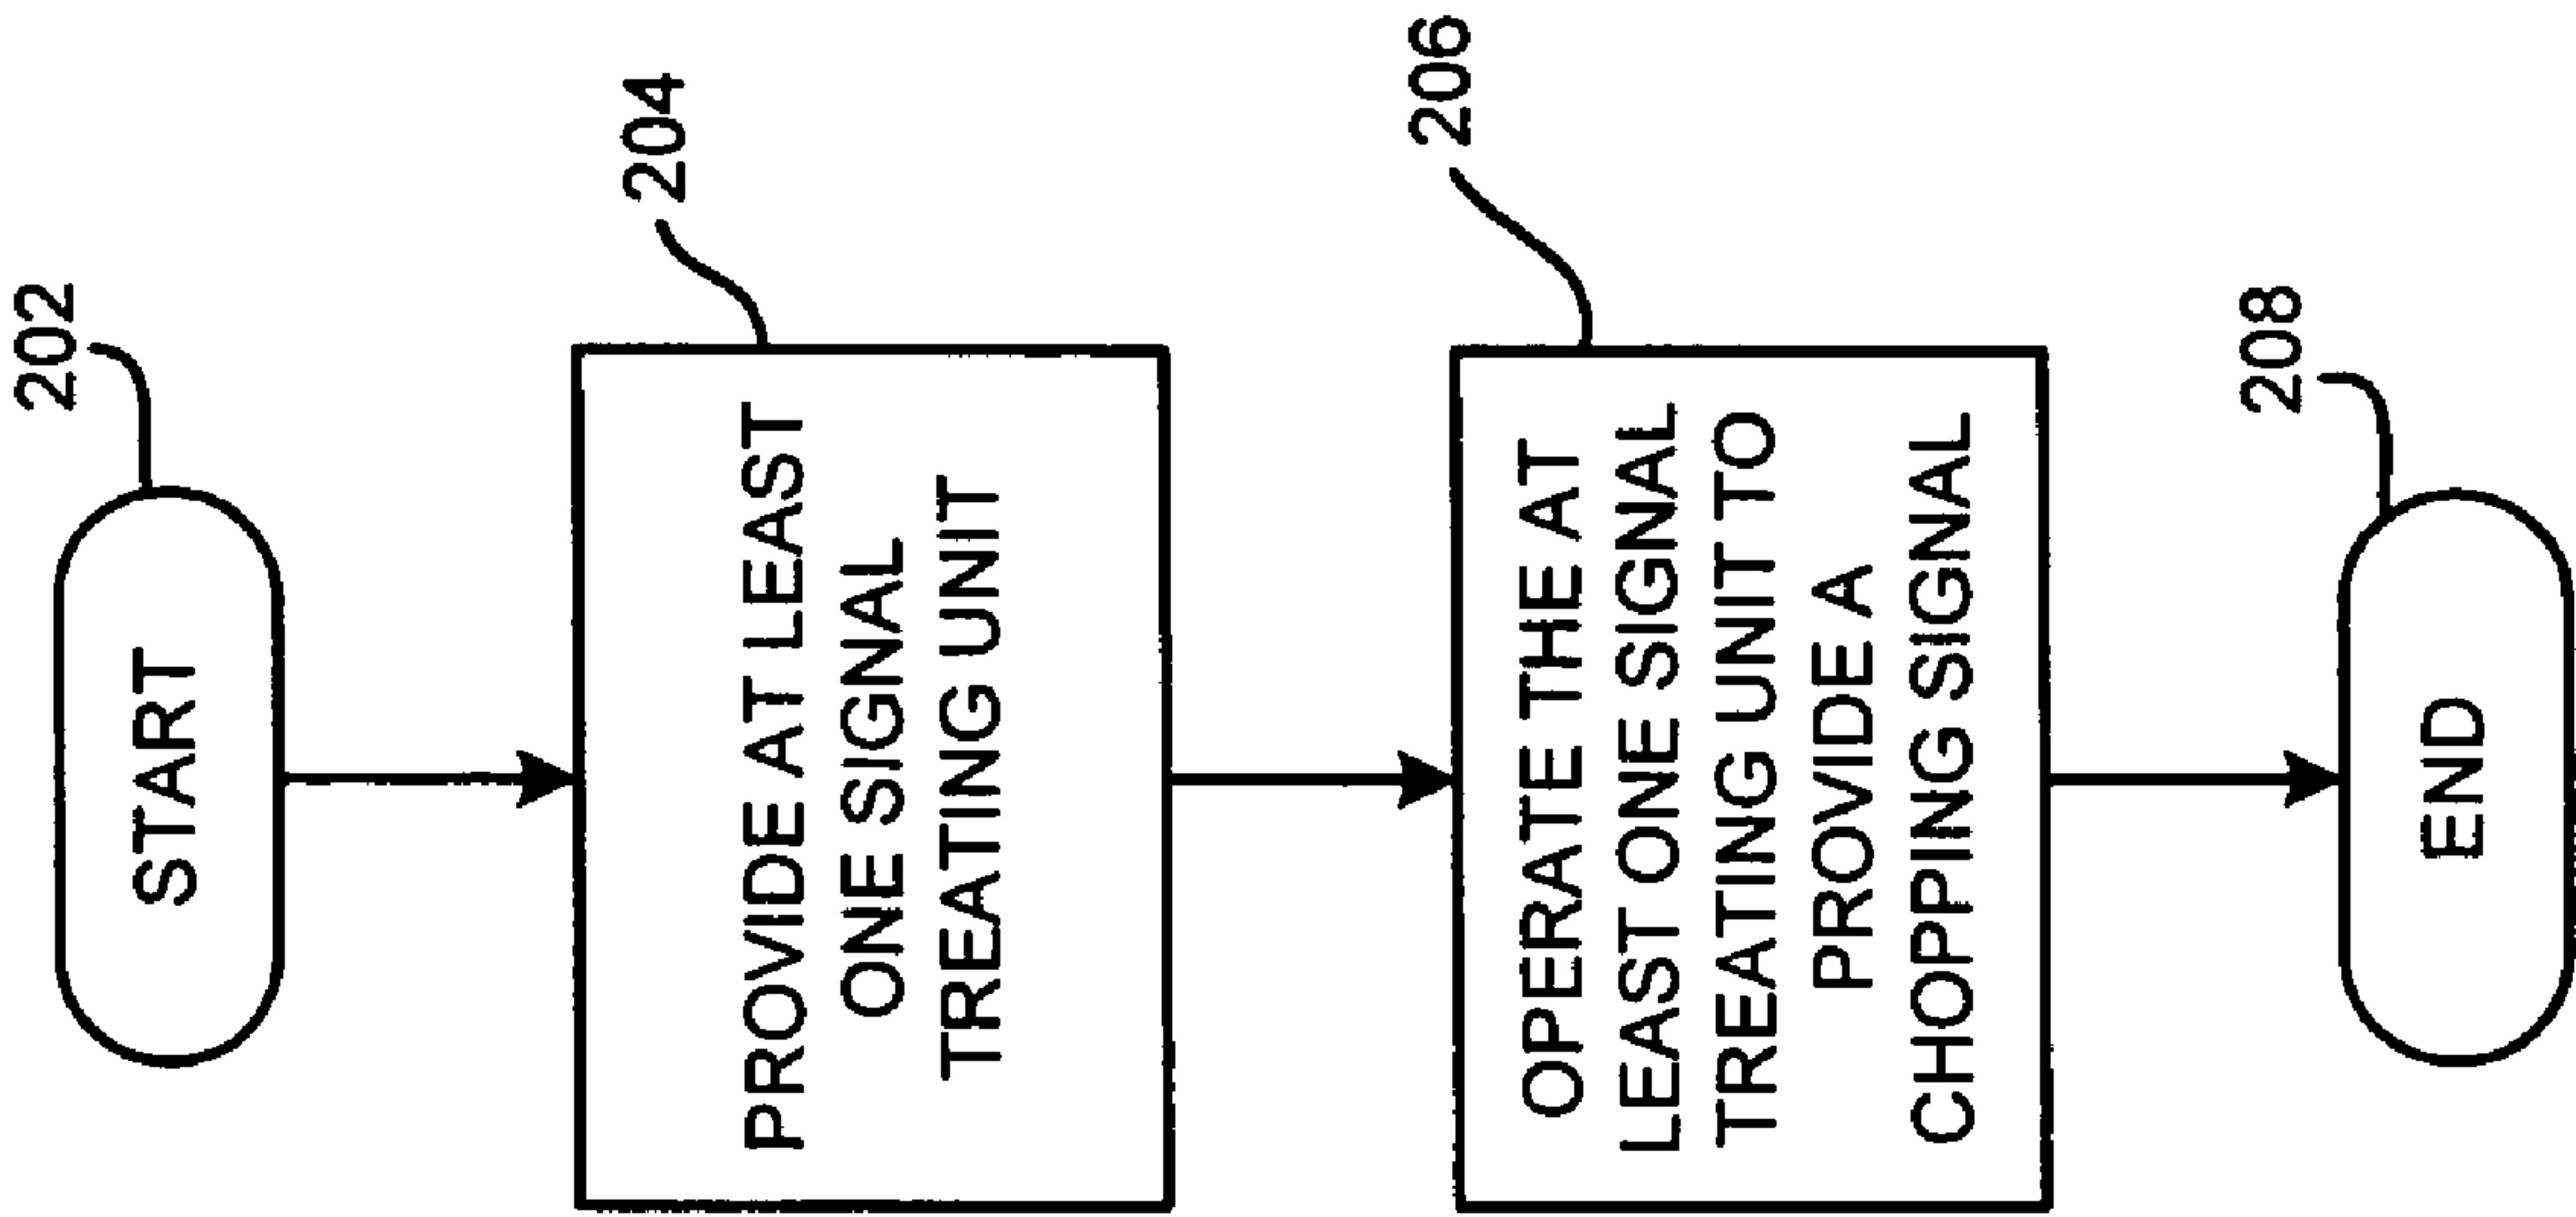 202
START
204
PROVIDE AT LEAST
ONE SIGNAL
TREATING UNIT
206
OPERATE THE AT
LEAST ONE SIGNAL
TREATING UNIT TO
PROVIDE A
CHOPPING SIGNAL
208
END